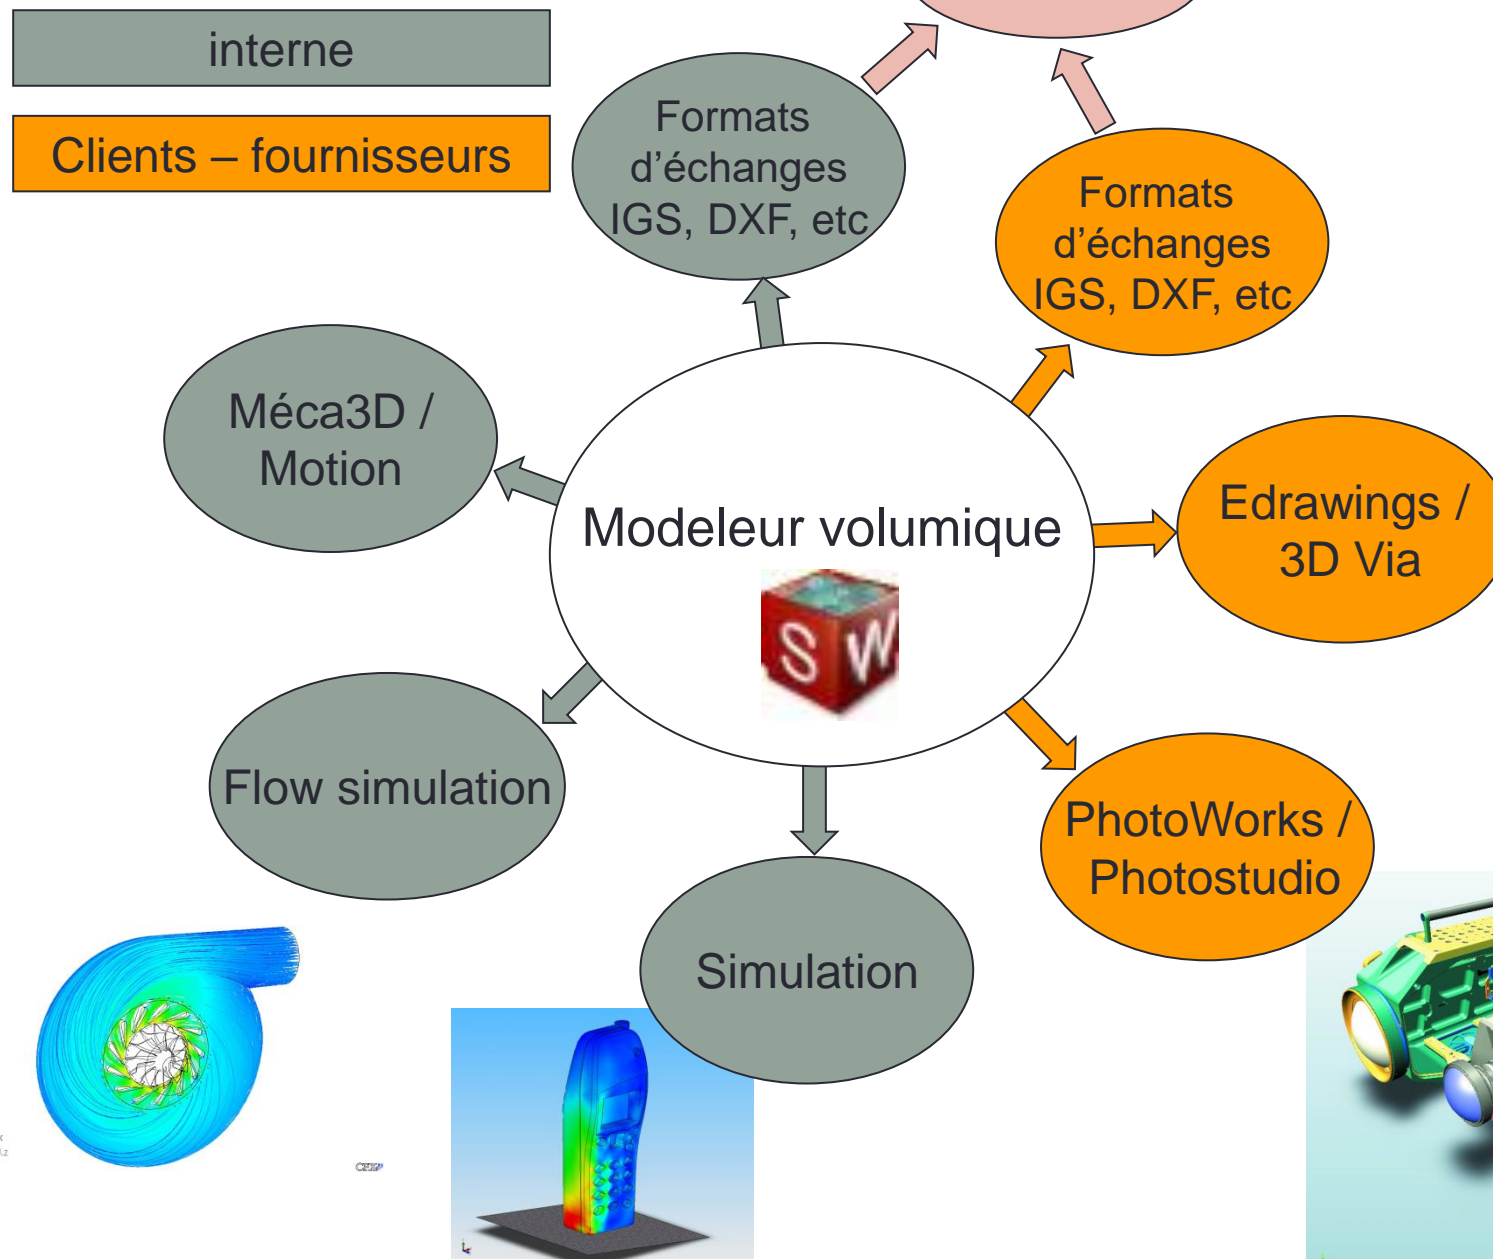 interne
Clients – fournisseurs
Formats
d’échanges
IGS, DXF, etc
Formats
d’échanges
IGS, DXF, etc
Méca3D /
Motion
Modeleur volumique
S W
Edrawings /
3D Via
Flow simulation
PhotoWorks /
Photostudio
Simulation